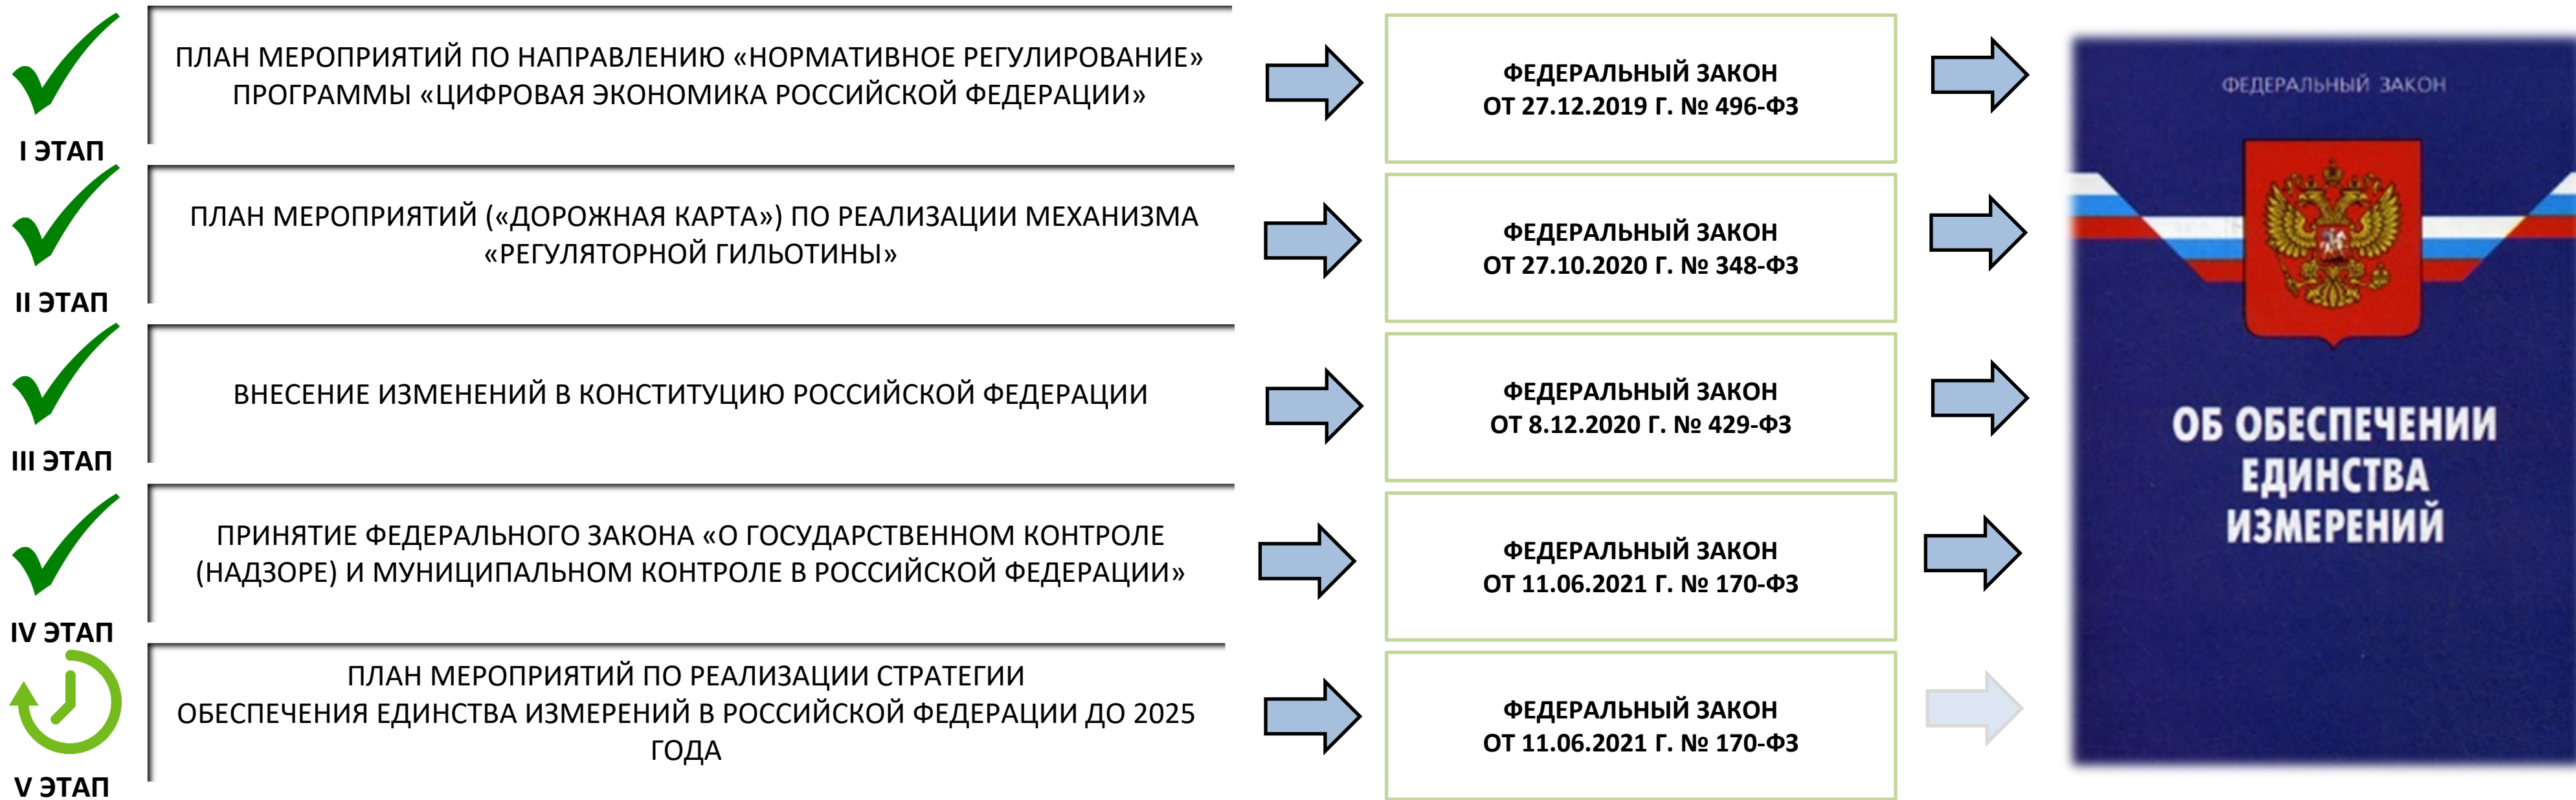 ПЛАН МЕРОПРИЯТИЙ ПО НАПРАВЛЕНИЮ «НОРМАТИВНОЕ РЕГУЛИРОВАНИЕ»
ПРОГРАММЫ «ЦИФРОВАЯ ЭКОНОМИКА РОССИЙСКОЙ ФЕДЕРАЦИИ»
I ЭТАП
ФЕДЕРАЛЬНЫЙ ЗАКОН
ОТ 27.12.2019 Г. № 496-ФЗ
ПЛАН МЕРОПРИЯТИЙ («ДОРОЖНАЯ КАРТА») ПО РЕАЛИЗАЦИИ МЕХАНИЗМА
«РЕГУЛЯТОРНОЙ ГИЛЬОТИНЫ»
II ЭТАП
ФЕДЕРАЛЬНЫЙ ЗАКОН
ОТ 27.10.2020 Г. № 348-ФЗ
ВНЕСЕНИЕ ИЗМЕНЕНИЙ В КОНСТИТУЦИЮ РОССИЙСКОЙ ФЕДЕРАЦИИ
III ЭТАП
ФЕДЕРАЛЬНЫЙ ЗАКОН
ОТ 8.12.2020 Г. № 429-ФЗ
ПРИНЯТИЕ ФЕДЕРАЛЬНОГО ЗАКОНА «О ГОСУДАРСТВЕННОМ КОНТРОЛЕ
(НАДЗОРЕ) И МУНИЦИПАЛЬНОМ КОНТРОЛЕ В РОССИЙСКОЙ ФЕДЕРАЦИИ»
IV ЭТАП
ФЕДЕРАЛЬНЫЙ ЗАКОН
ОТ 11.06.2021 Г. № 170-ФЗ
ПЛАН МЕРОПРИЯТИЙ ПО РЕАЛИЗАЦИИ СТРАТЕГИИ
ОБЕСПЕЧЕНИЯ ЕДИНСТВА ИЗМЕРЕНИЙ В РОССИЙСКОЙ ФЕДЕРАЦИИ ДО 2025
ГОДА
V ЭТАП
ФЕДЕРАЛЬНЫЙ ЗАКОН
ОТ 11.06.2021 Г. № 170-ФЗ
ФЕДЕРАЛЬНЫЙ ЗАКОН
ОБ ОБЕСПЕЧЕНИИ
ЕДИНСТВА
ИЗМЕРЕНИЙ